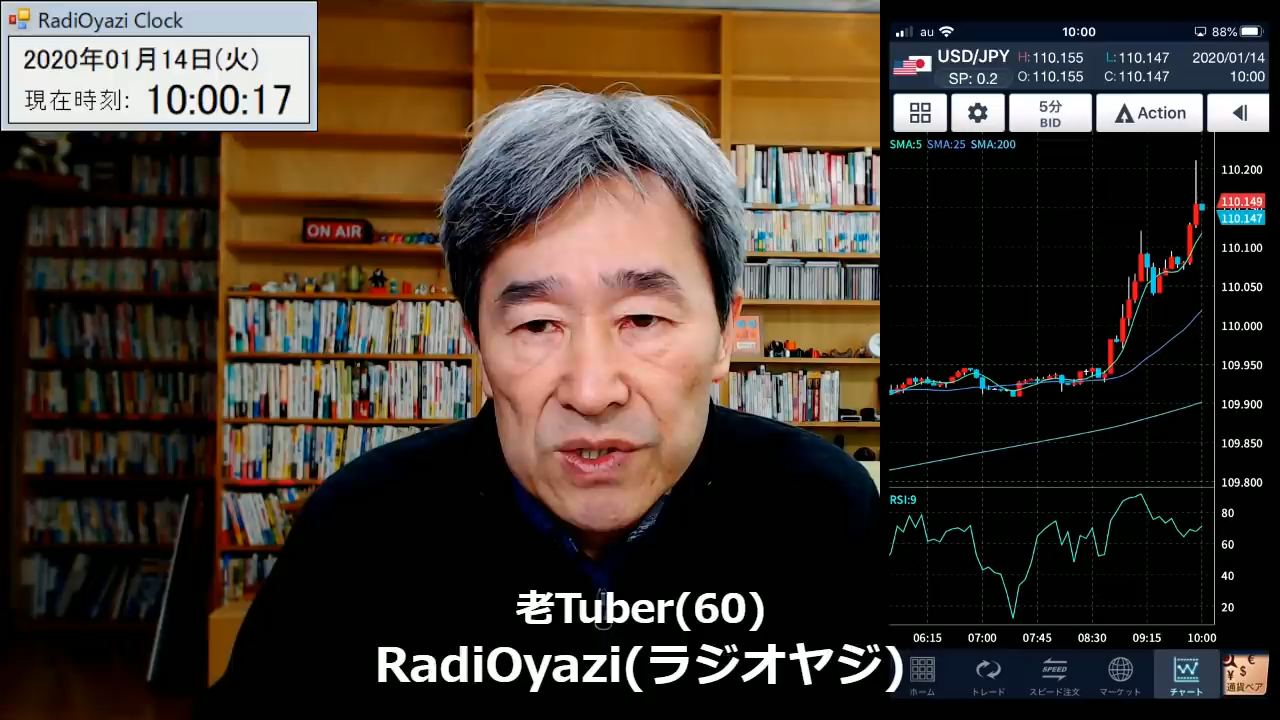 RadiOyazi Clock
2020年01月14日(火)
現在時刻: 10:00:17
ON AIR
老Tuber(60)
RadiOyazi(ラジオヤジ)
au 10:00 88%
USD/JPY H:110.155 L:110.147 2020/01/14
SP: 0.2 O:110.155 C:110.147 10:00
5分
BID
Action
SMA:5 SMA:25 SMA:200
110.200
110.149
110.147
110.100
110.050
110.000
109.950
109.900
109.850
109.800
RSI:9
80
60
40
20
06:15 07:00 07:45 08:30 09:15 10:00
SPEED
ホーム トレード スピード注文 マーケット チャート 通貨ペア